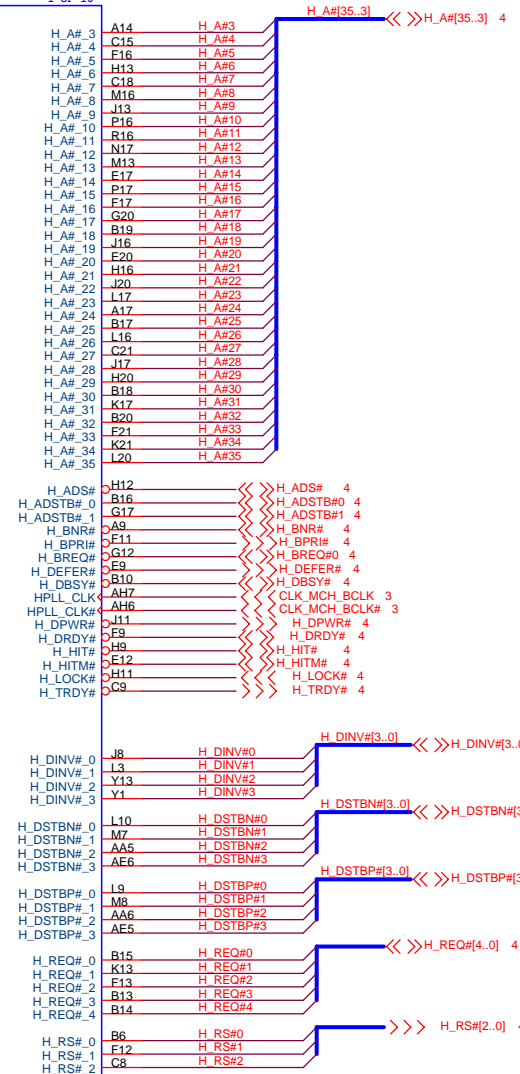 H_A#[35..3]
H_A#[35..3] 4
H_A#_3 A14 H_A#3
H_A#_4 C15 H_A#4
H_A#_5 F16 H_A#5
H_A#_6 H13 H_A#6
H_A#_7 C18 H_A#7
H_A#_8 M16 H_A#8
H_A#_9 J13 H_A#9
H_A#_10 P16 H_A#10
H_A#_11 R16 H_A#11
H_A#_12 N17 H_A#12
H_A#_13 M13 H_A#13
H_A#_14 E17 H_A#14
H_A#_15 P17 H_A#15
H_A#_16 F17 H_A#16
H_A#_17 G20 H_A#17
H_A#_18 B19 H_A#18
H_A#_19 J16 H_A#19
H_A#_20 E20 H_A#20
H_A#_21 H16 H_A#21
H_A#_22 J20 H_A#22
H_A#_23 L17 H_A#23
H_A#_24 A17 H_A#24
H_A#_25 B17 H_A#25
H_A#_26 L16 H_A#26
H_A#_27 C21 H_A#27
H_A#_28 J17 H_A#28
H_A#_29 H20 H_A#29
H_A#_30 B18 H_A#30
H_A#_31 K17 H_A#31
H_A#_32 B20 H_A#32
H_A#_33 F21 H_A#33
H_A#_34 K21 H_A#34
H_A#_35 L20 H_A#35
H_ADS# H12 H_ADS# 4
H_ADSTB#_0 B16 H_ADSTB#0 4
H_ADSTB#_1 G17 H_ADSTB#1 4
H_BNR# A9 H_BNR# 4
H_BPRI# F11 H_BPRI# 4
H_BREQ# G12 H_BREQ#0 4
H_DEFER# E9 H_DEFER# 4
H_DBSY# B10 H_DBSY# 4
HPLL_CLK AH7 CLK_MCH_BCLK 3
HPLL_CLK# AH6 CLK_MCH_BCLK# 3
H_DPWR# J11 H_DPWR# 4
H_DRDY# F9 H_DRDY# 4
H_HIT# H9 H_HIT# 4
H_HITM# E12 H_HITM# 4
H_LOCK# H11 H_LOCK# 4
H_TRDY# C9 H_TRDY# 4
H_DINV#[3..0]
H_DINV#[3..0
H_DINV#_0 J8 H_DINV#0
H_DINV#_1 L3 H_DINV#1
H_DINV#_2 Y13 H_DINV#2
H_DINV#_3 Y1 H_DINV#3
H_DSTBN#[3..0]
H_DSTBN#[3
H_DSTBN#_0 L10 H_DSTBN#0
H_DSTBN#_1 M7 H_DSTBN#1
H_DSTBN#_2 AA5 H_DSTBN#2
H_DSTBN#_3 AE6 H_DSTBN#3
H_DSTBP#[3..0]
H_DSTBP#[3
H_DSTBP#_0 L9 H_DSTBP#0
H_DSTBP#_1 M8 H_DSTBP#1
H_DSTBP#_2 AA6 H_DSTBP#2
H_DSTBP#_3 AE5 H_DSTBP#3
H_REQ#[4..0] 4
H_REQ#_0 B15 H_REQ#0
H_REQ#_1 K13 H_REQ#1
H_REQ#_2 F13 H_REQ#2
H_REQ#_3 B13 H_REQ#3
H_REQ#_4 B14 H_REQ#4
H_RS#[2..0] 4
H_RS#_0 B6 H_RS#0
H_RS#_1 F12 H_RS#1
H_RS#_2 C8 H_RS#2